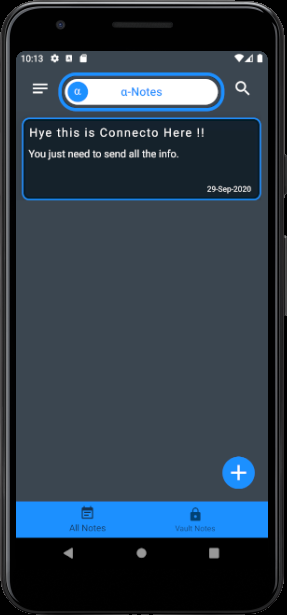 10:13
α
α-Notes
Hye this is Connecto Here !!
You just need to send all the info.
29-Sep-2020
All Notes
Vault Notes